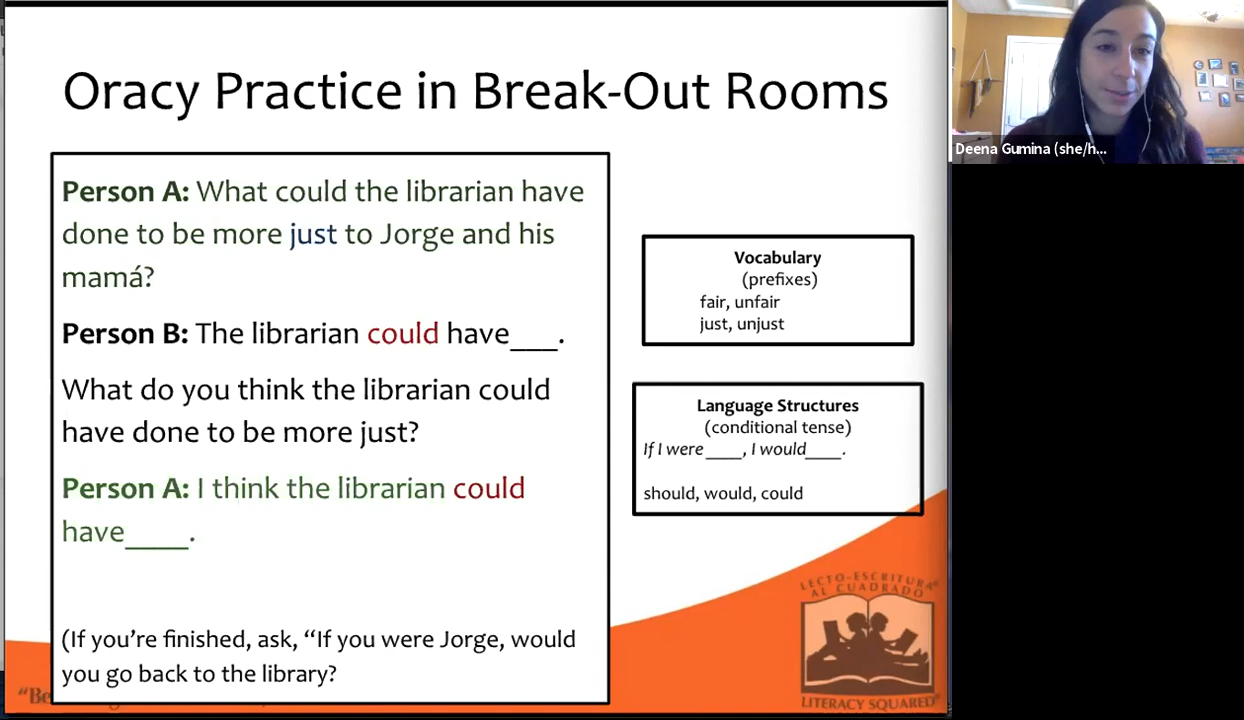 Oracy Practice in Break-Out Rooms
Person A: What could the librarian have
done to be more just to Jorge and his
mamá?
Person B: The librarian could have___.
What do you think the librarian could
have done to be more just?
Person A: I think the librarian could
have____.
(If you're finished, ask, “If you were Jorge, would
you go back to the library?
Vocabulary
(prefixes)
fair, unfair
just, unjust
Language Structures
(conditional tense)
If I were____, I would____.
should, would, could
LECTO-ESCRITURA®
AL CUADRADO
LITERACY SQUARED®
“Be
Deena Gumina (she/h...